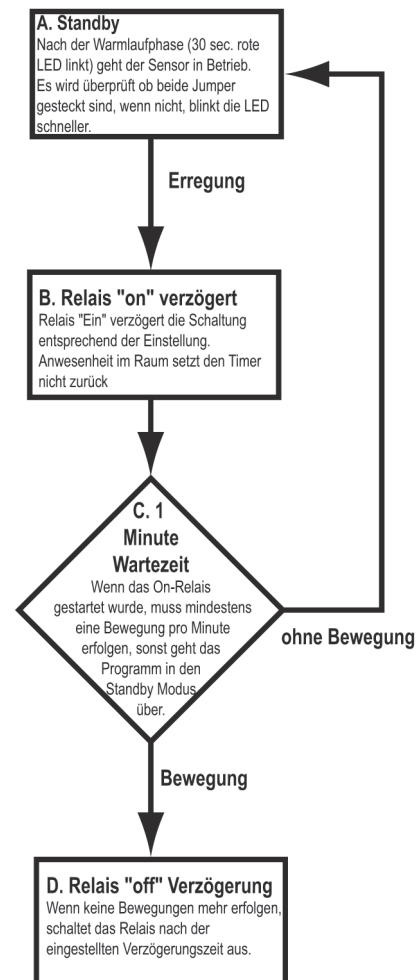 A. Standby
Nach der Warmlaufphase (30 sec. rote
LED linkt) geht der Sensor in Betrieb.
Es wird überprüft ob beide Jumper
gesteckt sind, wenn nicht, blinkt die LED
schneller.
Erregung
B. Relais "on" verzögert
Relais "Ein" verzögert die Schaltung
entsprechend der Einstellung.
Anwesenheit im Raum setzt den Timer
nicht zurück
C. 1
Minute
Wartezeit
Wenn das On-Relais
gestartet wurde, muss mindestens
eine Bewegung pro Minute
erfolgen, sonst geht das
Programm in den
Standby Modus
über.
ohne Bewegung
Bewegung
D. Relais "off" Verzögerung
Wenn keine Bewegungen mehr erfolgen,
schaltet das Relais nach der
eingestellten Verzögerungszeit aus.